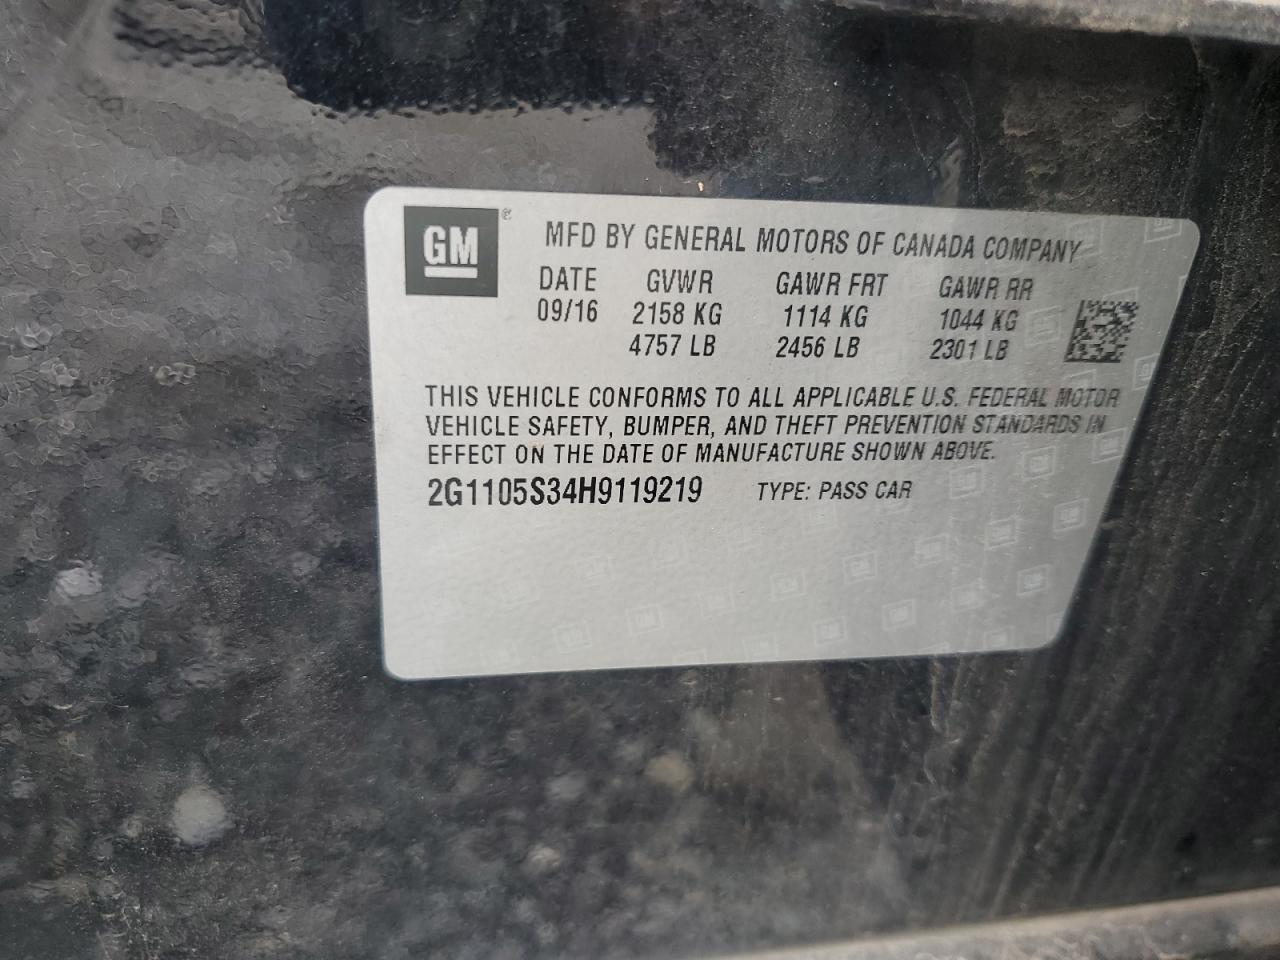 GM ® MFD BY GENERAL MOTORS OF CANADA COMPANY
DATE GVWR GAWR FRT GAWR RR
09/16 2158 KG 1114 KG 1044 KG
4757 LB 2456 LB 2301 LB
THIS VEHICLE CONFORMS TO ALL APPLICABLE U.S. FEDERAL MOTOR
VEHICLE SAFETY, BUMPER, AND THEFT PREVENTION STANDARDS IN
EFFECT ON THE DATE OF MANUFACTURE SHOWN ABOVE.
2G1105S34H9119219 TYPE: PASS CAR